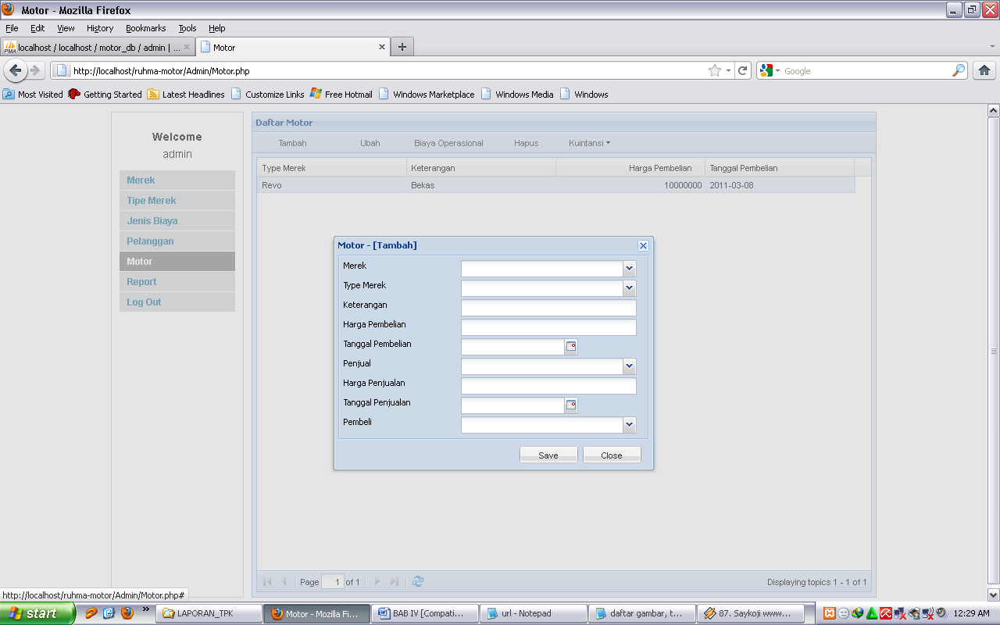 Motor - Mozilla Firefox
File Edit View History Bookmarks Tools Help
localhost / localhost / motor_db / admin | ... Motor
http://localhost/ruhma-motor/Admin/Motor.php Google
Most Visited Getting Started Latest Headlines Customize Links Free Hotmail Windows Marketplace Windows Media Windows
Welcome
admin
Merek
Tipe Merek
Jenis Biaya
Pelanggan
Motor
Report
Log Out
Daftar Motor
Tambah Ubah Biaya Operasional Hapus Kuintansi
Type Merek Keterangan Harga Pembelian Tanggal Pembelian
Revo Bekas 10000000 2011-03-08
Motor - [Tambah]
Merek
Type Merek
Keterangan
Harga Pembelian
Tanggal Pembelian
Penjual
Harga Penjualan
Tanggal Penjualan
Pembeli
Save Close
Page 1 of 1 Displaying topics 1 - 1 of 1
http://localhost/ruhma-motor/Admin/Motor.php#
start LAPORAN_TPK Motor - Mozilla Fi... BAB IV [Compati... url - Notepad daftar gambar, t... 87. Saykoji www... 12:29 AM